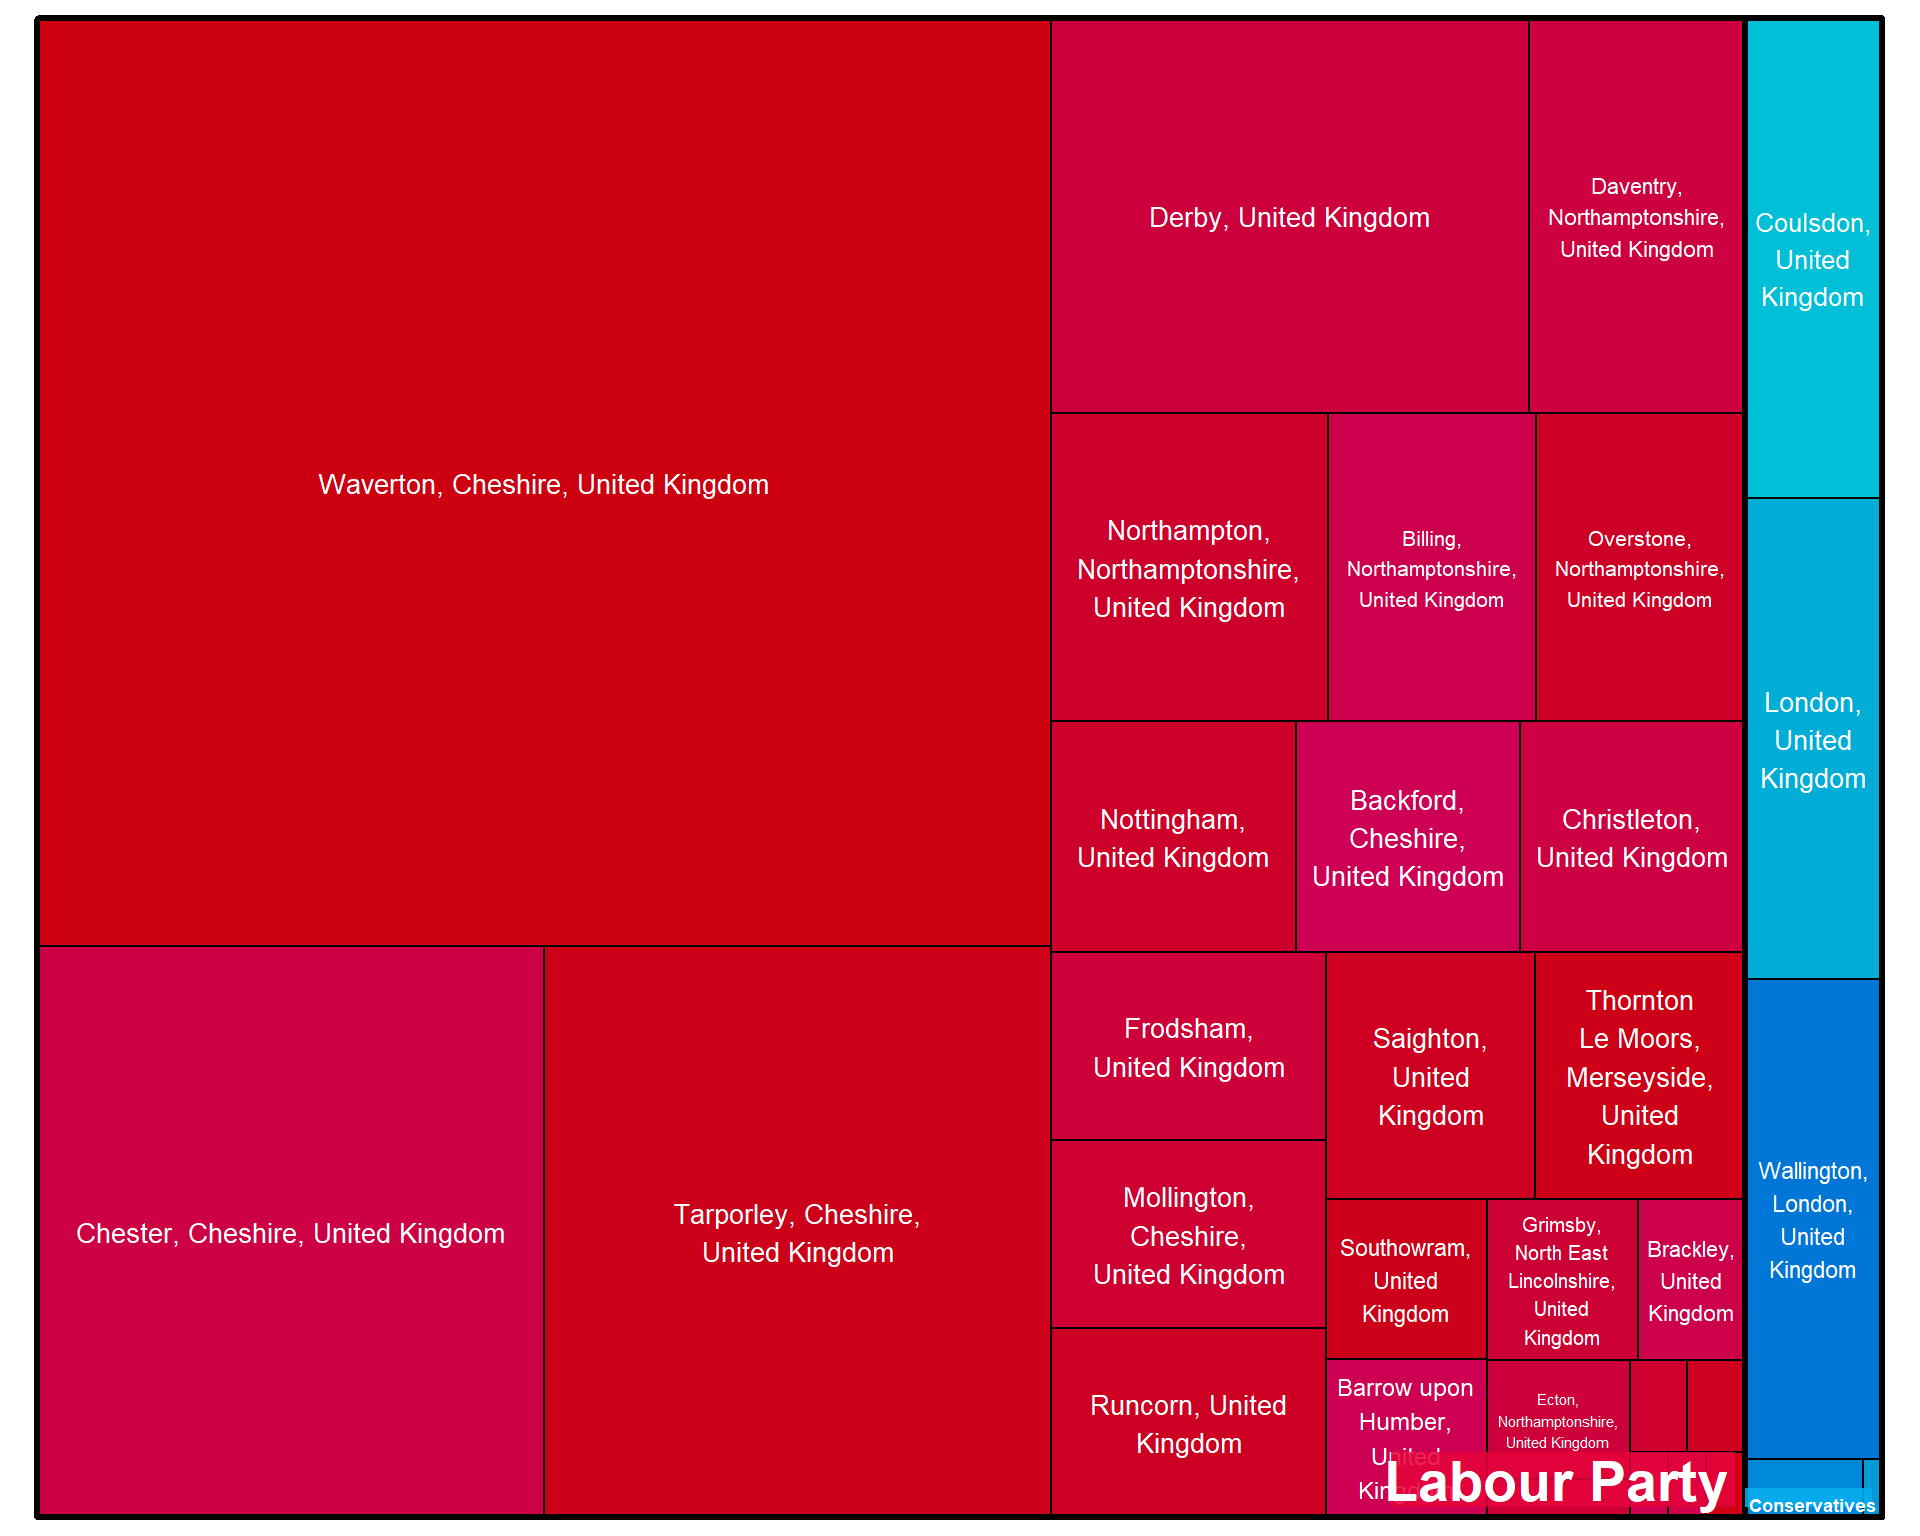 Waverton, Cheshire, United Kingdom
Chester, Cheshire, United Kingdom
Tarporley, Cheshire,
United Kingdom
Derby, United Kingdom
Daventry,
Northamptonshire,
United Kingdom
Northampton,
Northamptonshire,
United Kingdom
Billing,
Northamptonshire,
United Kingdom
Overstone,
Northamptonshire,
United Kingdom
Nottingham,
United Kingdom
Backford,
Cheshire,
United Kingdom
Christleton,
United Kingdom
Frodsham,
United Kingdom
Mollington,
Cheshire,
United Kingdom
Runcorn, United
Kingdom
Saighton,
United
Kingdom
Thornton
Le Moors,
Merseyside,
United
Kingdom
Southowram,
United
Kingdom
Grimsby,
North East
Lincolnshire,
United
Kingdom
Brackley,
United
Kingdom
Barrow upon
Humber,
United
Kingdom
Ecton,
Northamptonshire,
United Kingdom
Labour Party
Coulsdon,
United
Kingdom
London,
United
Kingdom
Wallington,
London,
United
Kingdom
Conservatives